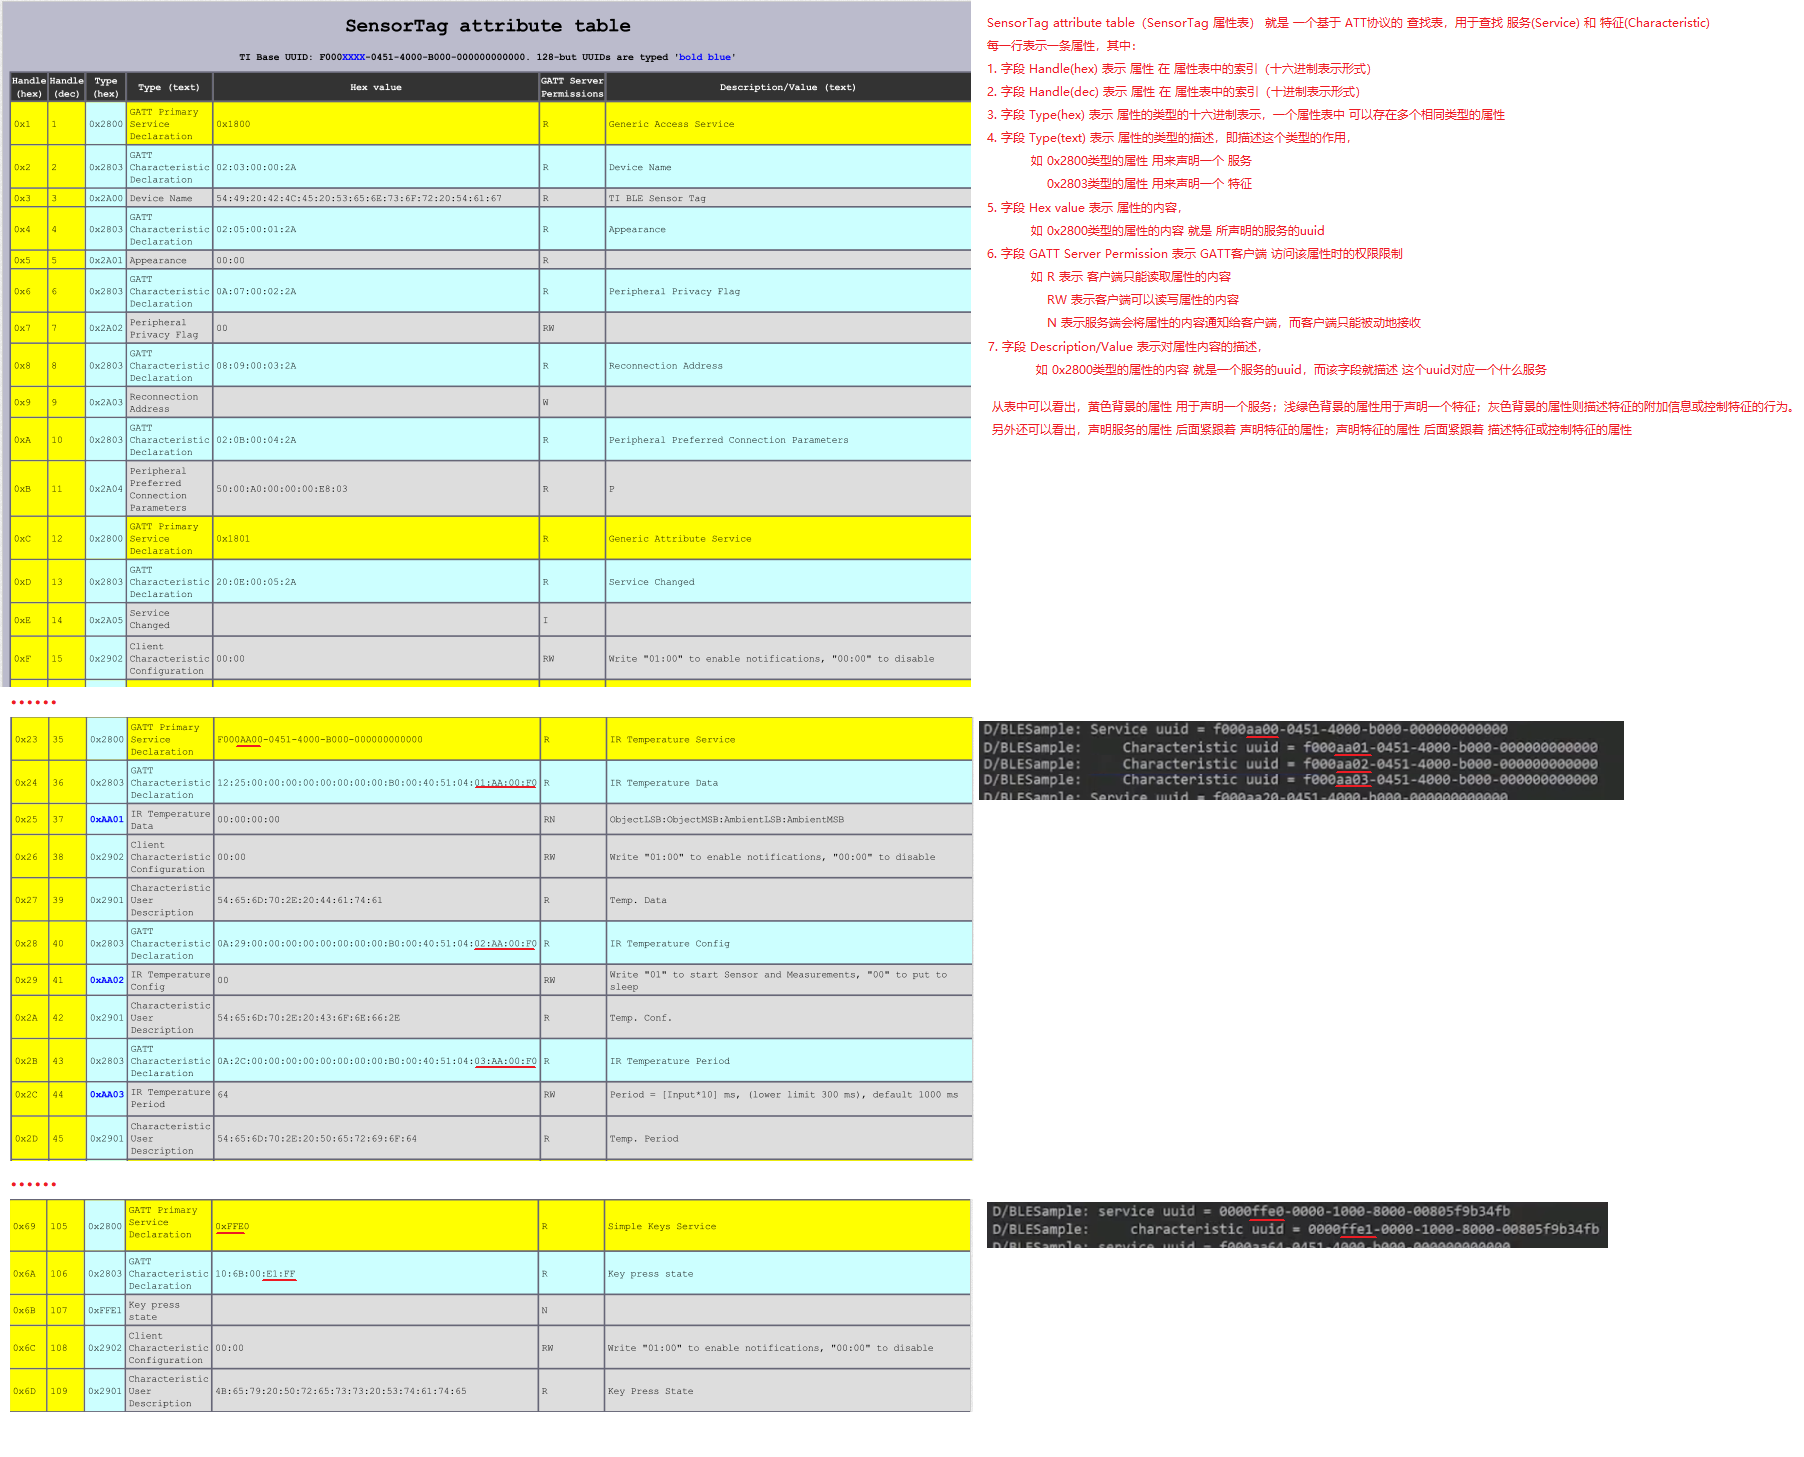 SensorTag attribute table
TI Base UUID: F000XXXX-0451-4000-B000-000000000000. 128-but UUIDs are typed 'bold blue'
Handle (hex) Handle (dec) Type (hex) Type (text) Hex value GATT Server Permissions Description/Value (text)
0x1 1 0x2800 GATT Primary Service Declaration 0x1800 R Generic Access Service
0x2 2 0x2803 GATT Characteristic Declaration 02:03:00:00:2A R Device Name
0x3 3 0x2A00 Device Name 54:49:20:42:4C:45:20:53:65:6E:73:6F:72:20:54:61:67 R TI BLE Sensor Tag
0x4 4 0x2803 GATT Characteristic Declaration 02:05:00:01:2A R Appearance
0x5 5 0x2A01 Appearance 00:00 R
0x6 6 0x2803 GATT Characteristic Declaration 0A:07:00:02:2A R Peripheral Privacy Flag
0x7 7 0x2A02 Peripheral Privacy Flag 00 RW
0x8 8 0x2803 GATT Characteristic Declaration 08:09:00:03:2A R Reconnection Address
0x9 9 0x2A03 Reconnection Address W
0xA 10 0x2803 GATT Characteristic Declaration 02:0B:00:04:2A R Peripheral Preferred Connection Parameters
0xB 11 0x2A04 Peripheral Preferred Connection Parameters 50:00:A0:00:00:00:E8:03 R P
0xC 12 0x2800 GATT Primary Service Declaration 0x1801 R Generic Attribute Service
0xD 13 0x2803 GATT Characteristic Declaration 20:0E:00:05:2A R Service Changed
0xE 14 0x2A05 Service Changed I
0xF 15 0x2902 Client Characteristic Configuration 00:00 RW Write "01:00" to enable notifications, "00:00" to disable
......
SensorTag attribute table（SensorTag 属性表） 就是 一个基于 ATT协议的 查找表，用于查找 服务(Service) 和 特征(Characteristic)
每一行表示一条属性，其中：
1. 字段 Handle(hex) 表示 属性 在 属性表中的索引（十六进制表示形式）
2. 字段 Handle(dec) 表示 属性 在 属性表中的索引（十进制表示形式）
3. 字段 Type(hex) 表示 属性的类型的十六进制表示，一个属性表中 可以存在多个相同类型的属性
4. 字段 Type(text) 表示 属性的类型的描述，即描述这个类型的作用，
如 0x2800类型的属性 用来声明一个 服务
0x2803类型的属性 用来声明一个 特征
5. 字段 Hex value 表示 属性的内容，
如 0x2800类型的属性的内容 就是 所声明的服务的uuid
6. 字段 GATT Server Permission 表示 GATT客户端 访问该属性时的权限限制
如 R 表示 客户端只能读取属性的内容
RW 表示客户端可以读写属性的内容
N 表示服务端会将属性的内容通知给客户端，而客户端只能被动地接收
7. 字段 Description/Value 表示对属性内容的描述，
如 0x2800类型的属性的内容 就是一个服务的uuid，而该字段就描述 这个uuid对应一个什么服务
从表中可以看出，黄色背景的属性 用于声明一个服务；浅绿色背景的属性用于声明一个特征；灰色背景的属性则描述特征的附加信息或控制特征的行为。
另外还可以看出，声明服务的属性 后面紧跟着 声明特征的属性；声明特征的属性 后面紧跟着 描述特征或控制特征的属性
0x23 35 0x2800 GATT Primary Service Declaration F000AA00-0451-4000-B000-000000000000 R IR Temperature Service
0x24 36 0x2803 GATT Characteristic Declaration 12:25:00:00:00:00:00:00:00:00:B0:00:40:51:04:01:AA:00:F0 R IR Temperature Data
0x25 37 0xAA01 IR Temperature Data 00:00:00:00 RN ObjectLSB:ObjectMSB:AmbientLSB:AmbientMSB
0x26 38 0x2902 Client Characteristic Configuration 00:00 RW Write "01:00" to enable notifications, "00:00" to disable
0x27 39 0x2901 Characteristic User Description 54:65:6D:70:2E:20:44:61:74:61 R Temp. Data
0x28 40 0x2803 GATT Characteristic Declaration 0A:29:00:00:00:00:00:00:00:00:B0:00:40:51:04:02:AA:00:F0 R IR Temperature Config
0x29 41 0xAA02 IR Temperature Config 00 RW Write "01" to start Sensor and Measurements, "00" to put to sleep
0x2A 42 0x2901 Characteristic User Description 54:65:6D:70:2E:20:43:6F:6E:66:2E R Temp. Conf.
0x2B 43 0x2803 GATT Characteristic Declaration 0A:2C:00:00:00:00:00:00:00:00:B0:00:40:51:04:03:AA:00:F0 R IR Temperature Period
0x2C 44 0xAA03 IR Temperature Period 64 RW Period = [Input*10] ms, (lower limit 300 ms), default 1000 ms
0x2D 45 0x2901 Characteristic User Description 54:65:6D:70:2E:20:50:65:72:69:6F:64 R Temp. Period
D/BLESample: Service uuid = f000aa00-0451-4000-b000-000000000000
D/BLESample: Characteristic uuid = f000aa01-0451-4000-b000-000000000000
D/BLESample: Characteristic uuid = f000aa02-0451-4000-b000-000000000000
D/BLESample: Characteristic uuid = f000aa03-0451-4000-b000-000000000000
D/BLESample: Service uuid = f000aa20-0451-4000-b000-000000000000
......
0x69 105 0x2800 GATT Primary Service Declaration 0xFFE0 R Simple Keys Service
0x6A 106 0x2803 GATT Characteristic Declaration 10:6B:00:E1:FF R Key press state
0x6B 107 0xFFE1 Key press state N
0x6C 108 0x2902 Client Characteristic Configuration 00:00 RW Write "01:00" to enable notifications, "00:00" to disable
0x6D 109 0x2901 Characteristic User Description 4B:65:79:20:50:72:65:73:73:20:53:74:61:74:65 R Key Press State
D/BLESample: service uuid = 0000ffe0-0000-1000-8000-00805f9b34fb
D/BLESample: characteristic uuid = 0000ffe1-0000-1000-8000-00805f9b34fb
D/BLESample: service uuid = f000aa64-0451-4000-b000-000000000000